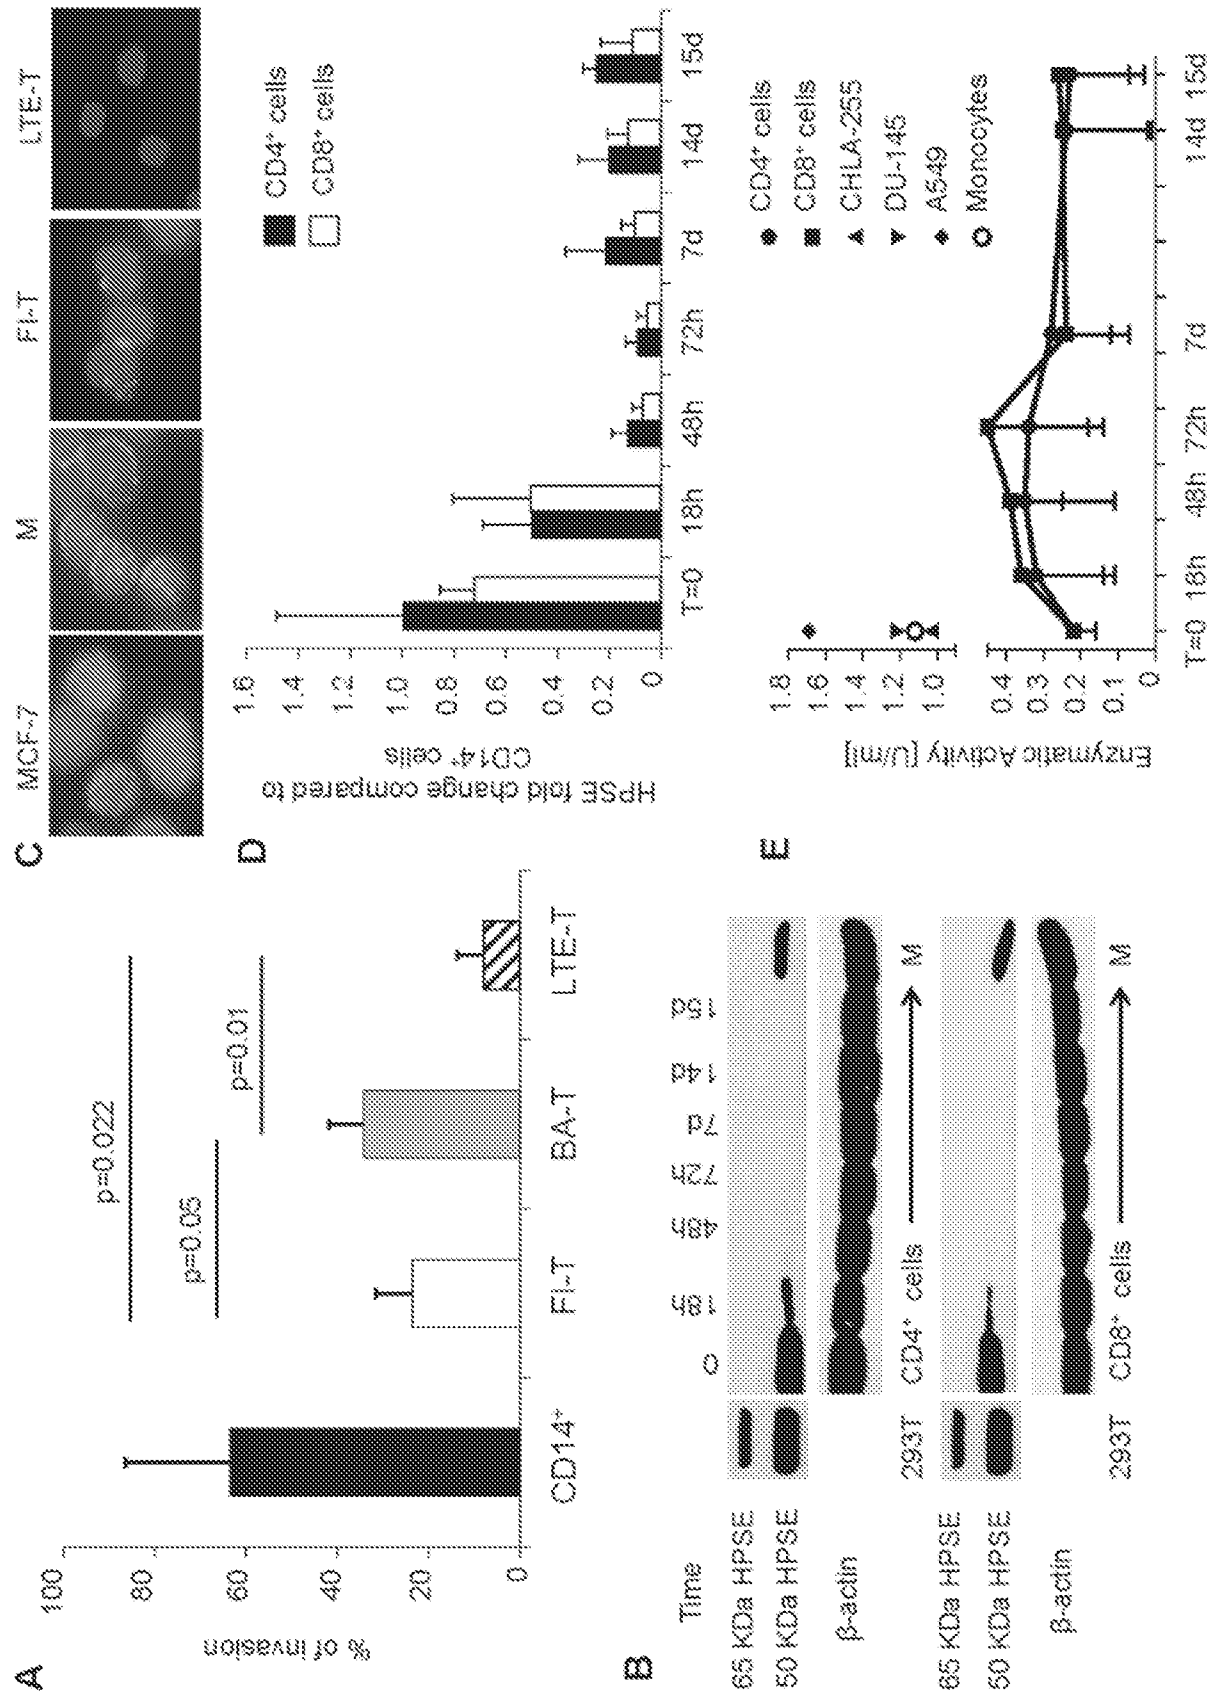 A
% of invasion
100
80
60
40
20
0
CD14⁺
FI-T
BA-T
LTE-T
p=0.022
p=0.05
p=0.01
B
Time
0 18h 48h 72h 7d 14d 15d
65 KDa HPSE
50 KDa HPSE
β-actin
293T CD4⁺ cells M
65 KDa HPSE
50 KDa HPSE
β-actin
293T CD8⁺ cells M
C
MCF-7 M FI-T LTE-T
D
HPSE fold change compared to
CD14⁺ cells
1.6
1.4
1.2
1.0
0.8
0.6
0.2
0
T=0 18h 48h 72h 7d 14d 15d
CD4⁺ cells
CD8⁺ cells
E
Enzymatic Activity [U/ml]
1.8
1.4
1.2
1.0
0.4
0.3
0.2
0.1
0
T=0 18h 48h 72h 7d 14d 15d
CD4⁺ cells
CD8⁺ cells
CHLA-255
DU-145
A549
Monocytes